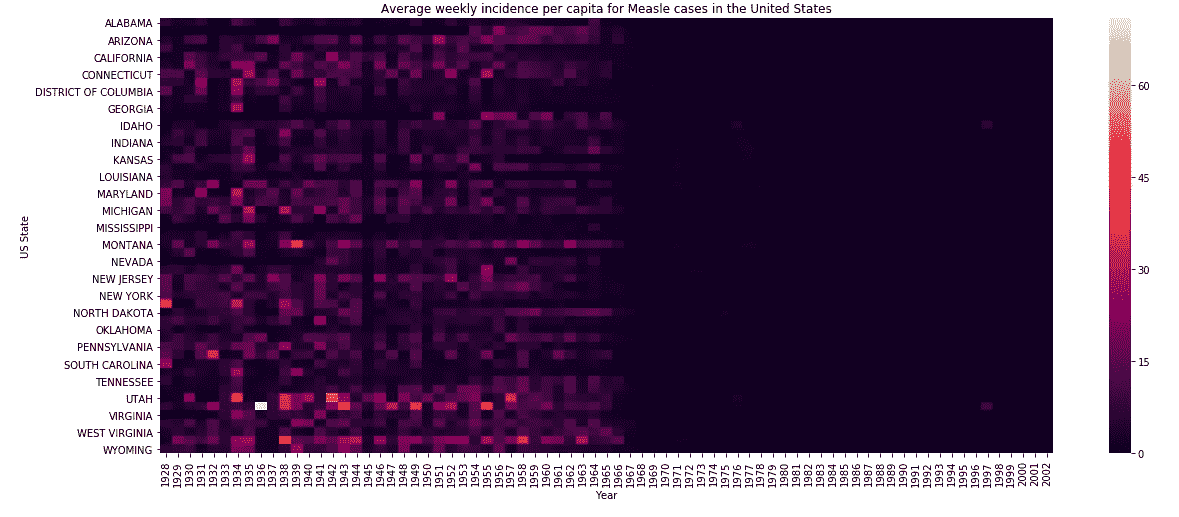 Average weekly incidence per capita for Measle cases in the United States
US State
ALABAMA
ARIZONA
CALIFORNIA
CONNECTICUT
DISTRICT OF COLUMBIA
GEORGIA
IDAHO
INDIANA
KANSAS
LOUISIANA
MARYLAND
MICHIGAN
MISSISSIPPI
MONTANA
NEVADA
NEW JERSEY
NEW YORK
NORTH DAKOTA
OKLAHOMA
PENNSYLVANIA
SOUTH CAROLINA
TENNESSEE
UTAH
VIRGINIA
WEST VIRGINIA
WYOMING
60
45
30
15
0
1928 1929 1930 1931 1932 1933 1934 1935 1936 1937 1938 1939 1940 1941 1942 1943 1944 1945 1946 1947 1948 1949 1950 1951 1952 1953 1954 1955 1956 1957 1958 1959 1960 1961 1962 1963 1964 1965 1966 1967 1968 1969 1970 1971 1972 1973 1974 1975 1976 1977 1978 1979 1980 1981 1982 1983 1984 1985 1986 1987 1988 1989 1990 1991 1992 1993 1994 1995 1996 1997 1998 1999 2000 2001 2002
Year